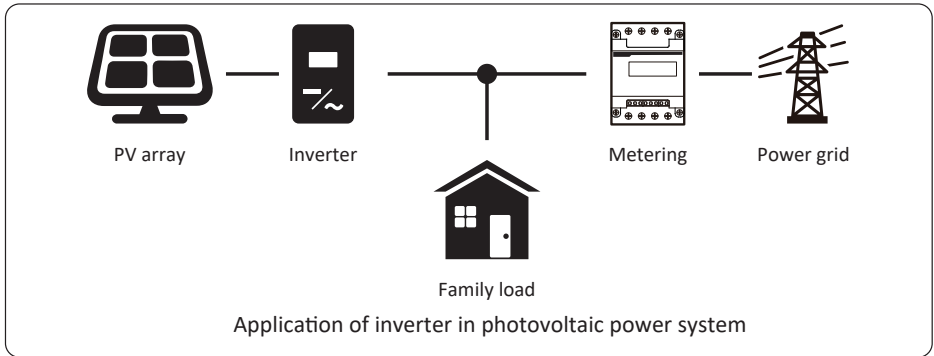 PV array
Inverter
Metering
Power grid
Family load
Application of inverter in photovoltaic power system